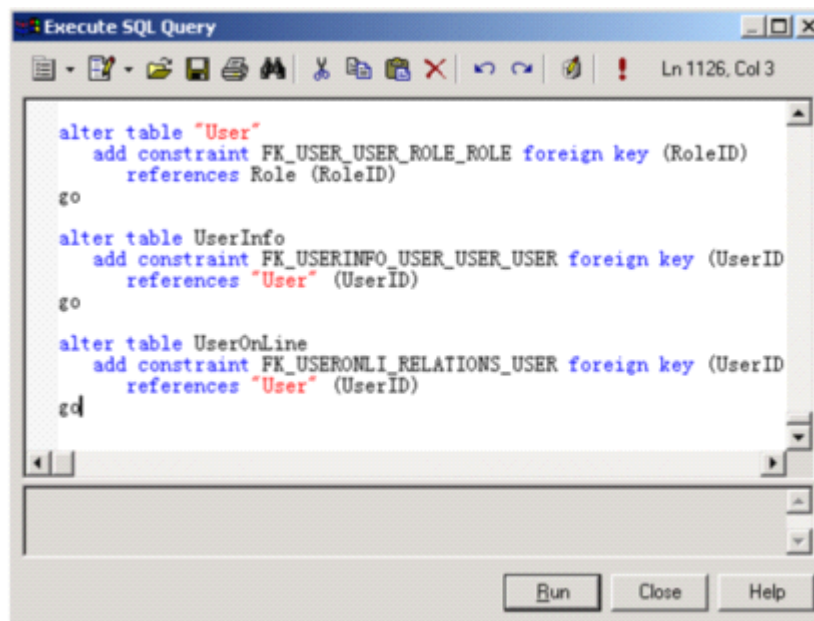 Execute SQL Query
Ln 1126, Col 3
alter table "User"
add constraint FK_USER_USER_ROLE_ROLE foreign key (RoleID)
references Role (RoleID)
go
alter table UserInfo
add constraint FK_USERINFO_USER_USER_USER foreign key (UserID
references "User" (UserID)
go
alter table UserOnLine
add constraint FK_USERONLI_RELATIONS_USER foreign key (UserID
references "User" (UserID)
go
Run Close Help